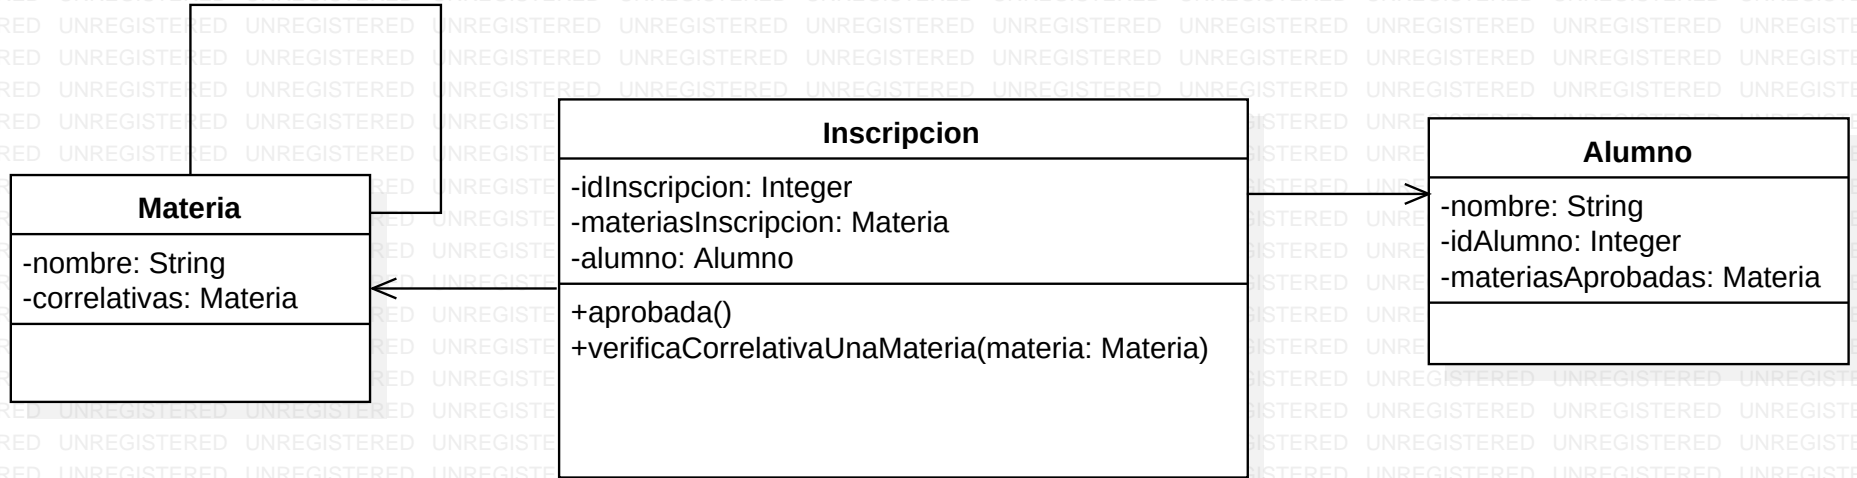 Materia
-nombre: String
-correlativas: Materia
Inscripcion
-idInscripcion: Integer
-materiasInscripcion: Materia
-alumno: Alumno
+aprobada()
+verificaCorrelativaUnaMateria(materia: Materia)
Alumno
-nombre: String
-idAlumno: Integer
-materiasAprobadas: Materia
UNREGISTERED